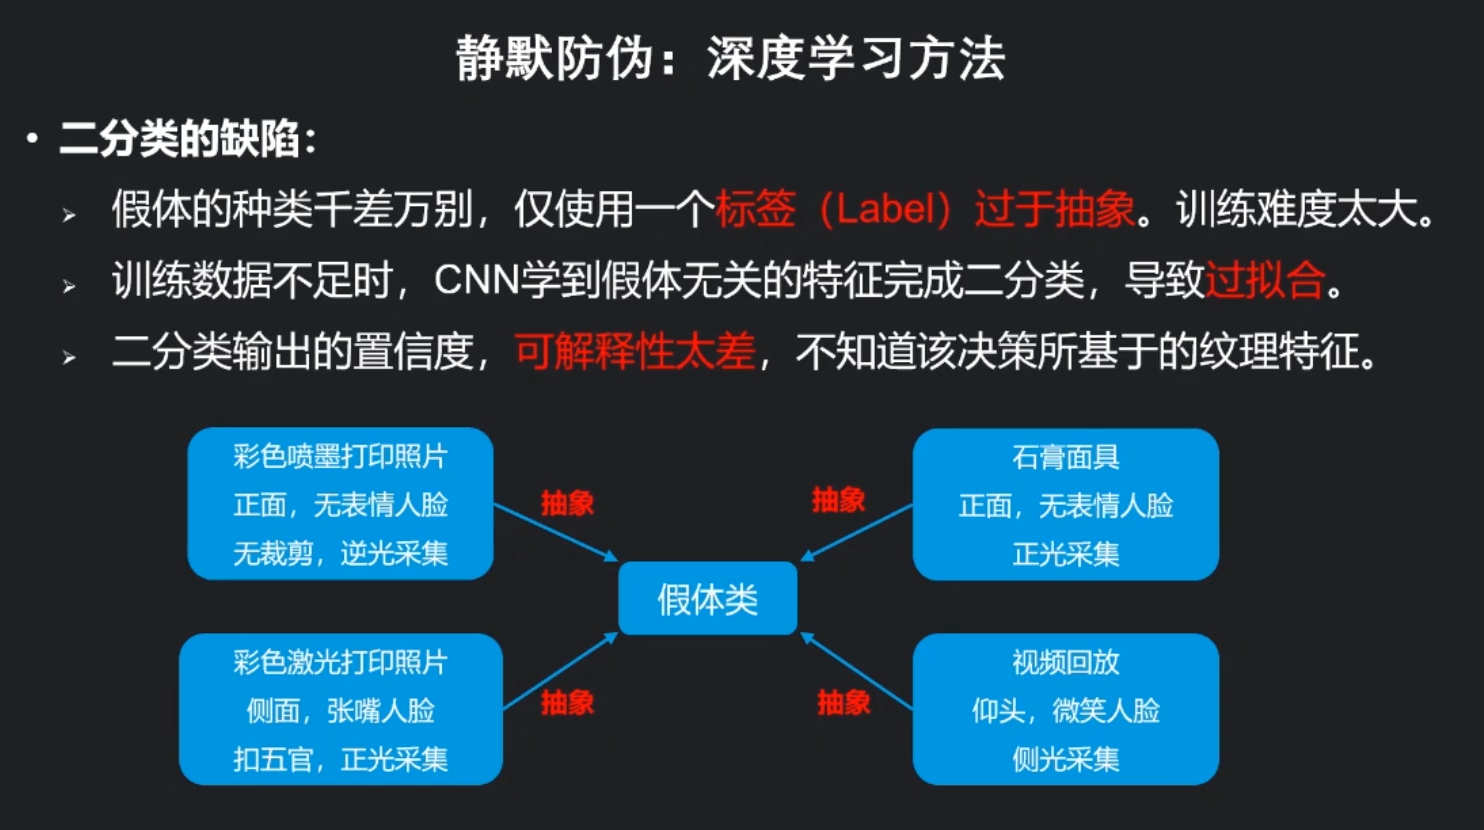 静默防伪：深度学习方法
• 二分类的缺陷：
➢ 假体的种类千差万别，仅使用一个标签（Label）过于抽象。训练难度太大。
➢ 训练数据不足时，CNN学到假体无关的特征完成二分类，导致过拟合。
➢ 二分类输出的置信度，可解释性太差，不知道该决策所基于的纹理特征。
彩色喷墨打印照片
正面，无表情人脸
无裁剪，逆光采集
抽象
抽象
石膏面具
正面，无表情人脸
正光采集
假体类
彩色激光打印照片
侧面，张嘴人脸
扣五官，正光采集
抽象
抽象
视频回放
仰头，微笑人脸
侧光采集